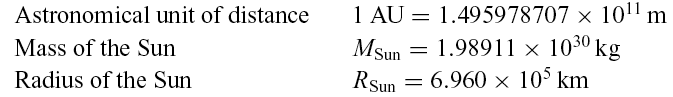 Astronomical unit of distance 1 AU = 1.495978707 × 10¹¹ m
Mass of the Sun M_Sun = 1.98911 × 10³⁰ kg
Radius of the Sun R_Sun = 6.960 × 10⁵ km